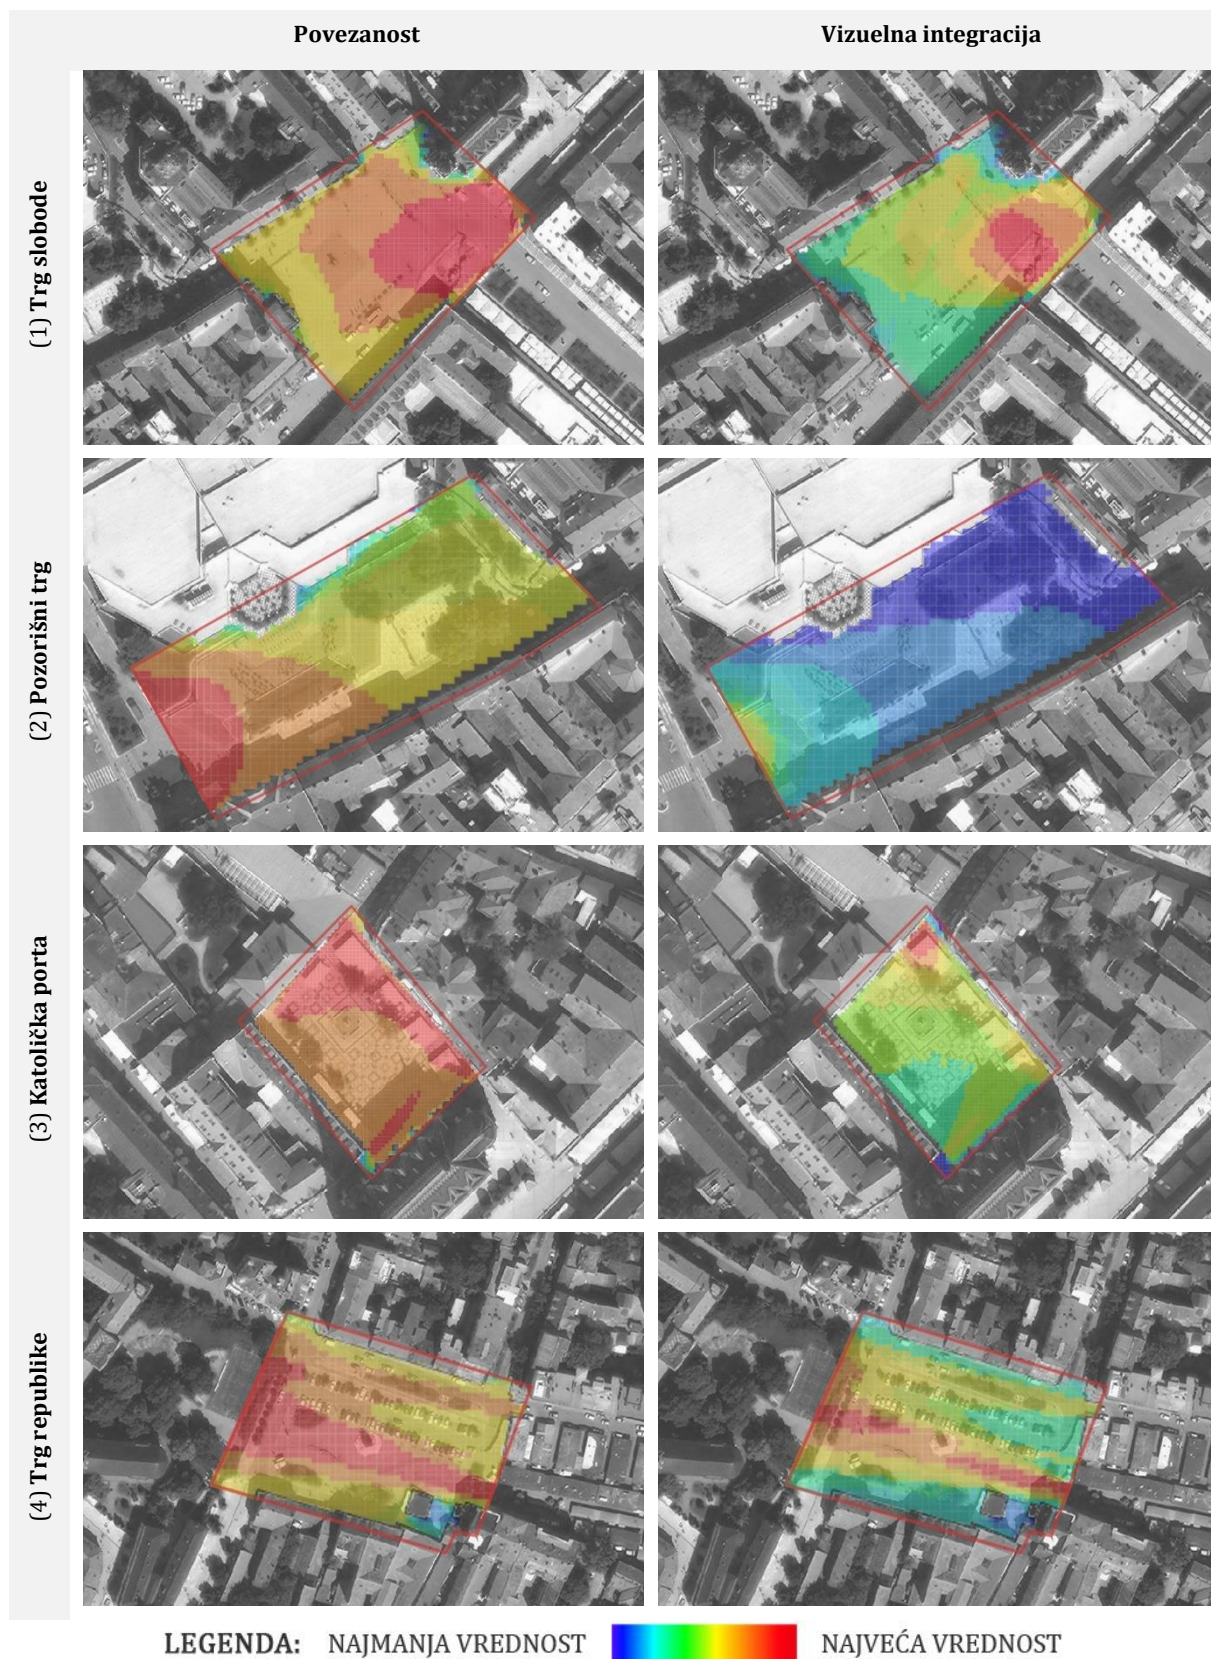 Povezanost
Vizuelna integracija
(1) Trg slobode
(2) Pozorišni trg
(3) Katolička porta
(4) Trg republike
LEGENDA: NAJMANJA VREDNOST NAJVEĆA VREDNOST